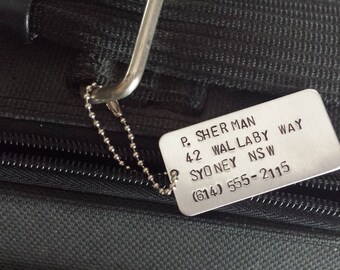 P. SHERMAN
42 WALLABY WAY
SYDNEY NSW
(614) 555-2115